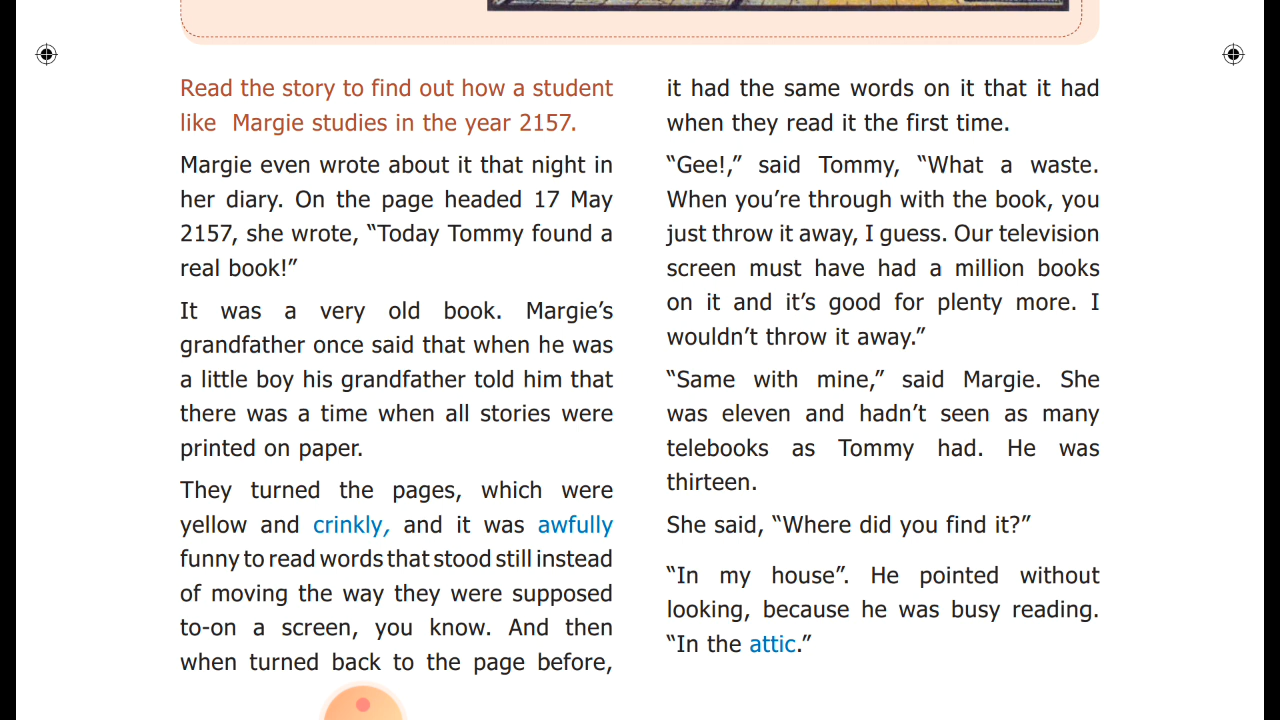 Read the story to find out how a student
like Margie studies in the year 2157.
Margie even wrote about it that night in
her diary. On the page headed 17 May
2157, she wrote, “Today Tommy found a
real book!”
It was a very old book. Margie’s
grandfather once said that when he was
a little boy his grandfather told him that
there was a time when all stories were
printed on paper.
They turned the pages, which were
yellow and crinkly, and it was awfully
funny to read words that stood still instead
of moving the way they were supposed
to-on a screen, you know. And then
when turned back to the page before,
it had the same words on it that it had
when they read it the first time.
“Gee!,” said Tommy, “What a waste.
When you’re through with the book, you
just throw it away, I guess. Our television
screen must have had a million books
on it and it’s good for plenty more. I
wouldn’t throw it away.”
“Same with mine,” said Margie. She
was eleven and hadn’t seen as many
telebooks as Tommy had. He was
thirteen.
She said, “Where did you find it?”
“In my house”. He pointed without
looking, because he was busy reading.
“In the attic.”